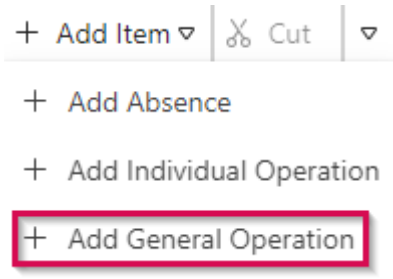 + Add Item ▿ Cut ▿
+ Add Absence
+ Add Individual Operation
+ Add General Operation